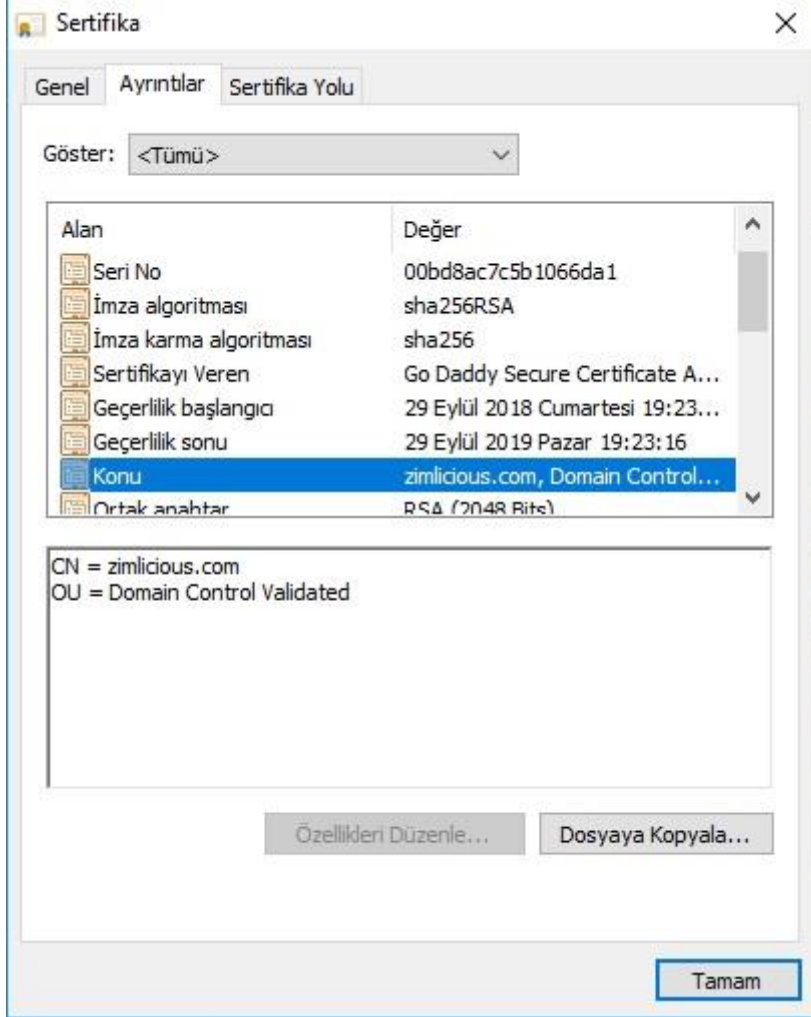 Sertifika
Genel Ayrıntılar Sertifika Yolu
Göster: <Tümü>
Alan Değer
Seri No 00bd8ac7c5b1066da1
İmza algoritması sha256RSA
İmza karma algoritması sha256
Sertifikayı Veren Go Daddy Secure Certificate A...
Geçerlilik başlangıcı 29 Eylül 2018 Cumartesi 19:23...
Geçerlilik sonu 29 Eylül 2019 Pazar 19:23:16
Konu zimlicious.com, Domain Control...
Ortak anahtar RSA (2048 Bits)
CN = zimlicious.com
OU = Domain Control Validated
Özellikleri Düzenle... Dosyaya Kopyala...
Tamam